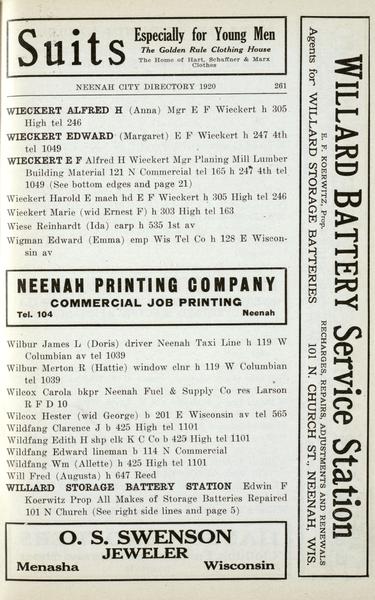 Suits
Especially for Young Men
The Golden Rule Clothing House
The Home of Hart, Schaffner & Marx
Clothes
NEENAH CITY DIRECTORY 1920 261
WIECKERT ALFRED H (Anna) Mgr E F Wieckert h 305
High tel 246
WIECKERT EDWARD (Margaret) E F Wieckert h 247 4th
tel 1049
WIECKERT E F Alfred H Wieckert Mgr Planing Mill Lumber
Building Material 121 N Commercial tel 165 h 247 4th tel
1049 (See bottom edges and page 21)
Wieckert Harold E mach hd E F Wieckert h 305 High tel 246
Wieckert Marie (wid Ernest F) h 303 High tel 163
Wiese Reinhardt (Ida) carp h 535 1st av
Wigman Edward (Emma) emp Wis Tel Co h 128 E Wiscon-
sin av
NEENAH PRINTING COMPANY
COMMERCIAL JOB PRINTING
Tel. 104 Neenah
Wilbur James L (Doris) driver Neenah Taxi Line h 119 W
Columbian av tel 1039
Wilbur Merton R (Hattie) window clnr h 119 W Columbian
tel 1039
Wilcox Carola bkpr Neenah Fuel & Supply Co res Larson
R F D 10
Wilcox Hester (wid George) b 201 E Wisconsin av tel 565
Wildfang Clarence J b 425 High tel 1101
Wildfang Edith H shp clk K C Co b 425 High tel 1101
Wildfang Edward lineman b 114 N Commercial
Wildfang Wm (Allette) h 425 High tel 1101
Will Fred (Augusta) h 647 Reed
WILLARD STORAGE BATTERY STATION Edwin F
Koerwitz Prop All Makes of Storage Batteries Repaired
101 N Church (See right side lines and page 5)
O. S. SWENSON
JEWELER
Menasha Wisconsin
WILLARD BATTERY Service Station
E. F. KOERWITZ, Prop. RECHARGES, REPAIRS, ADJUSTMENTS AND RENEWALS
Agents for WILLARD STORAGE BATTERIES 101 N. CHURCH ST., NEENAH, WIS.